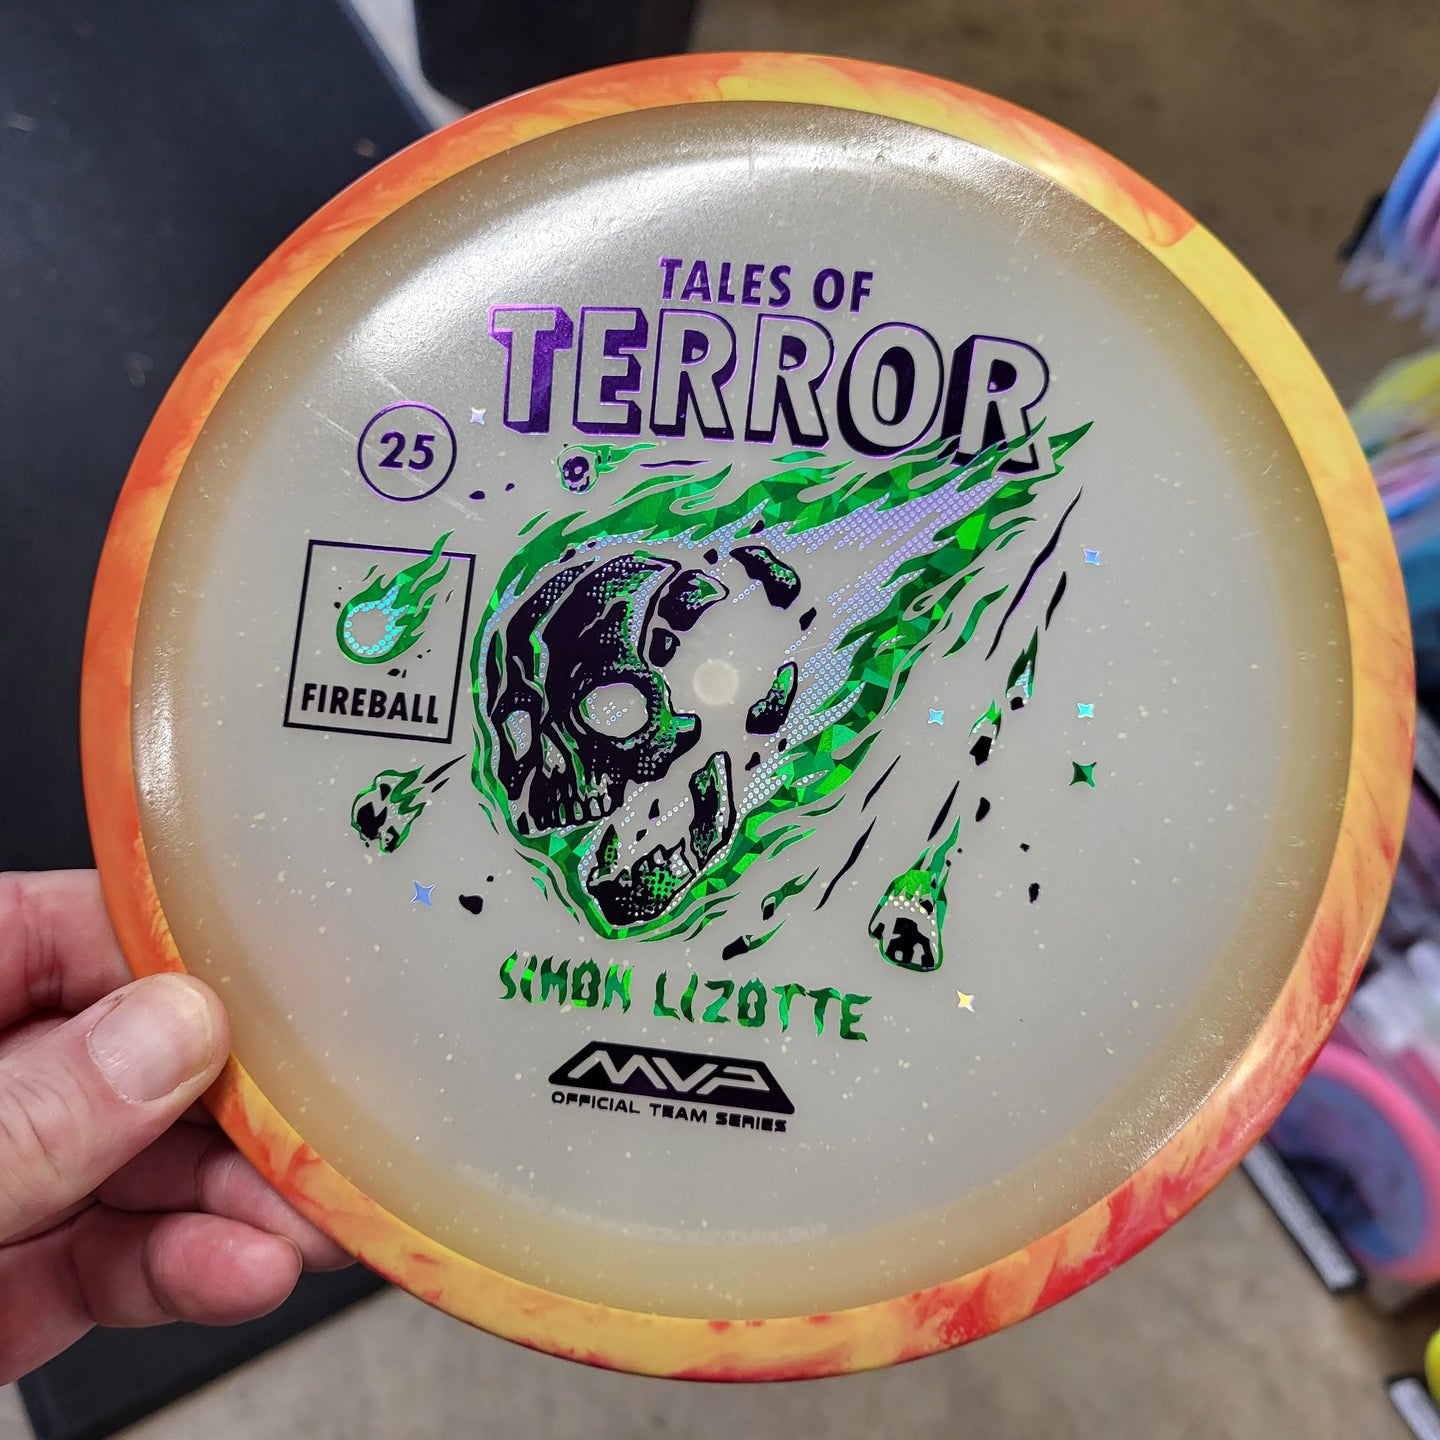 TALES OF
TERROR
25
FIREBALL
SIMON LIZOTTE
MVP
OFFICIAL TEAM SERIES